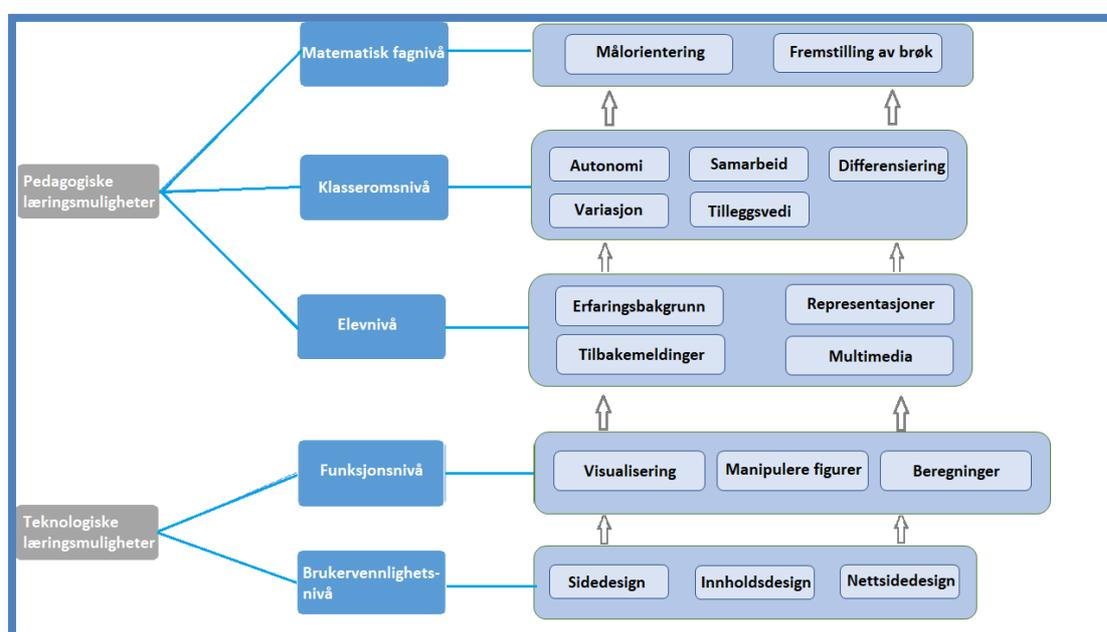 Matematisk fagnivå
Målorientering
Fremstilling av brøk
Pedagogiske
læringsmuligheter
Klasseromsnivå
Autonomi
Samarbeid
Differensiering
Variasjon
Tilleggsvedi
Elevnivå
Erfaringsbakgrunn
Representasjoner
Tilbakemeldinger
Multimedia
Teknologiske
læringsmuligheter
Funksjonsnivå
Visualisering
Manipulere figurer
Beregninger
Brukervennlighets-
nivå
Sidedesign
Innholdsdesign
Nettsidedesign